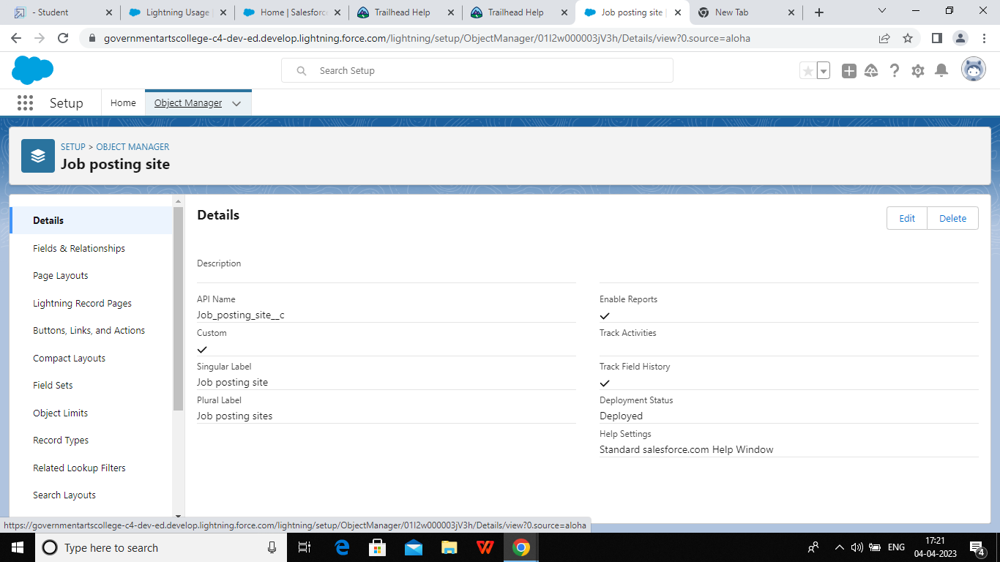 - Student
Lightning Usage
Home | Salesforc
Trailhead Help
Trailhead Help
Job posting site |
New Tab
governmentartscollege-c4-dev-ed.develop.lightning.force.com/lightning/setup/ObjectManager/01I2w000003jV3h/Details/view?0.source=aloha
Search Setup
Setup
Home
Object Manager
SETUP > OBJECT MANAGER
Job posting site
Details
Fields & Relationships
Page Layouts
Lightning Record Pages
Buttons, Links, and Actions
Compact Layouts
Field Sets
Object Limits
Record Types
Related Lookup Filters
Search Layouts
Details
Edit
Delete
Description
API Name
Job_posting_site__c
Custom
Singular Label
Job posting site
Plural Label
Job posting sites
Enable Reports
Track Activities
Track Field History
Deployment Status
Deployed
Help Settings
Standard salesforce.com Help Window
https://governmentartscollege-c4-dev-ed.develop.lightning.force.com/lightning/setup/ObjectManager/01I2w000003jV3h/Details/view?0.source=aloha
Type here to search
ENG
17:21
04-04-2023
4